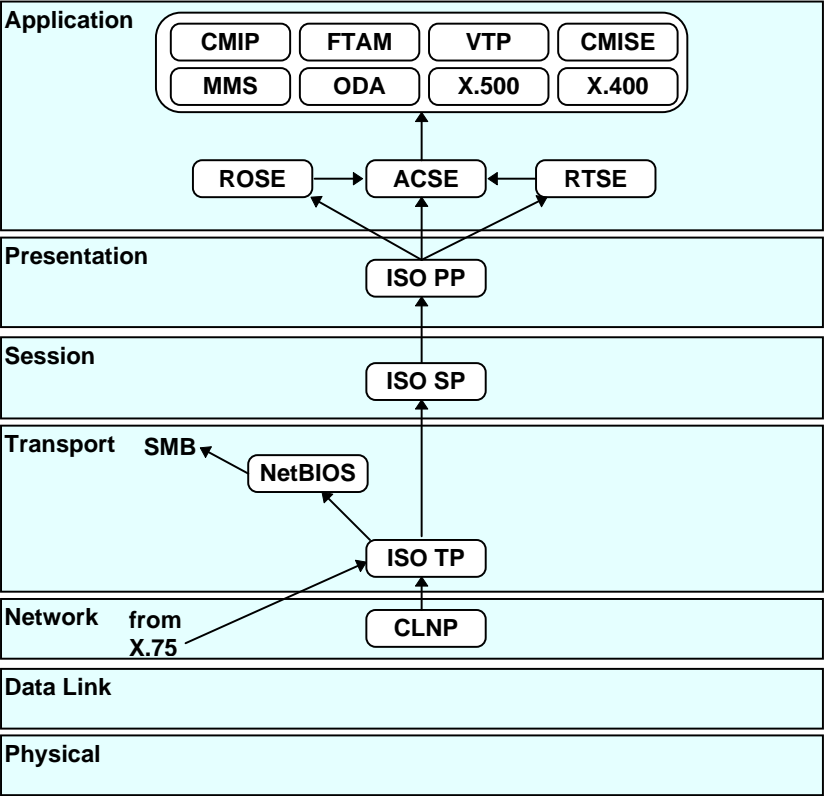 Application
CMIP FTAM VTP CMISE
MMS ODA X.500 X.400
ROSE ACSE RTSE
Presentation
ISO PP
Session
ISO SP
Transport SMB
NetBIOS
ISO TP
Network from CLNP
X.75
Data Link
Physical